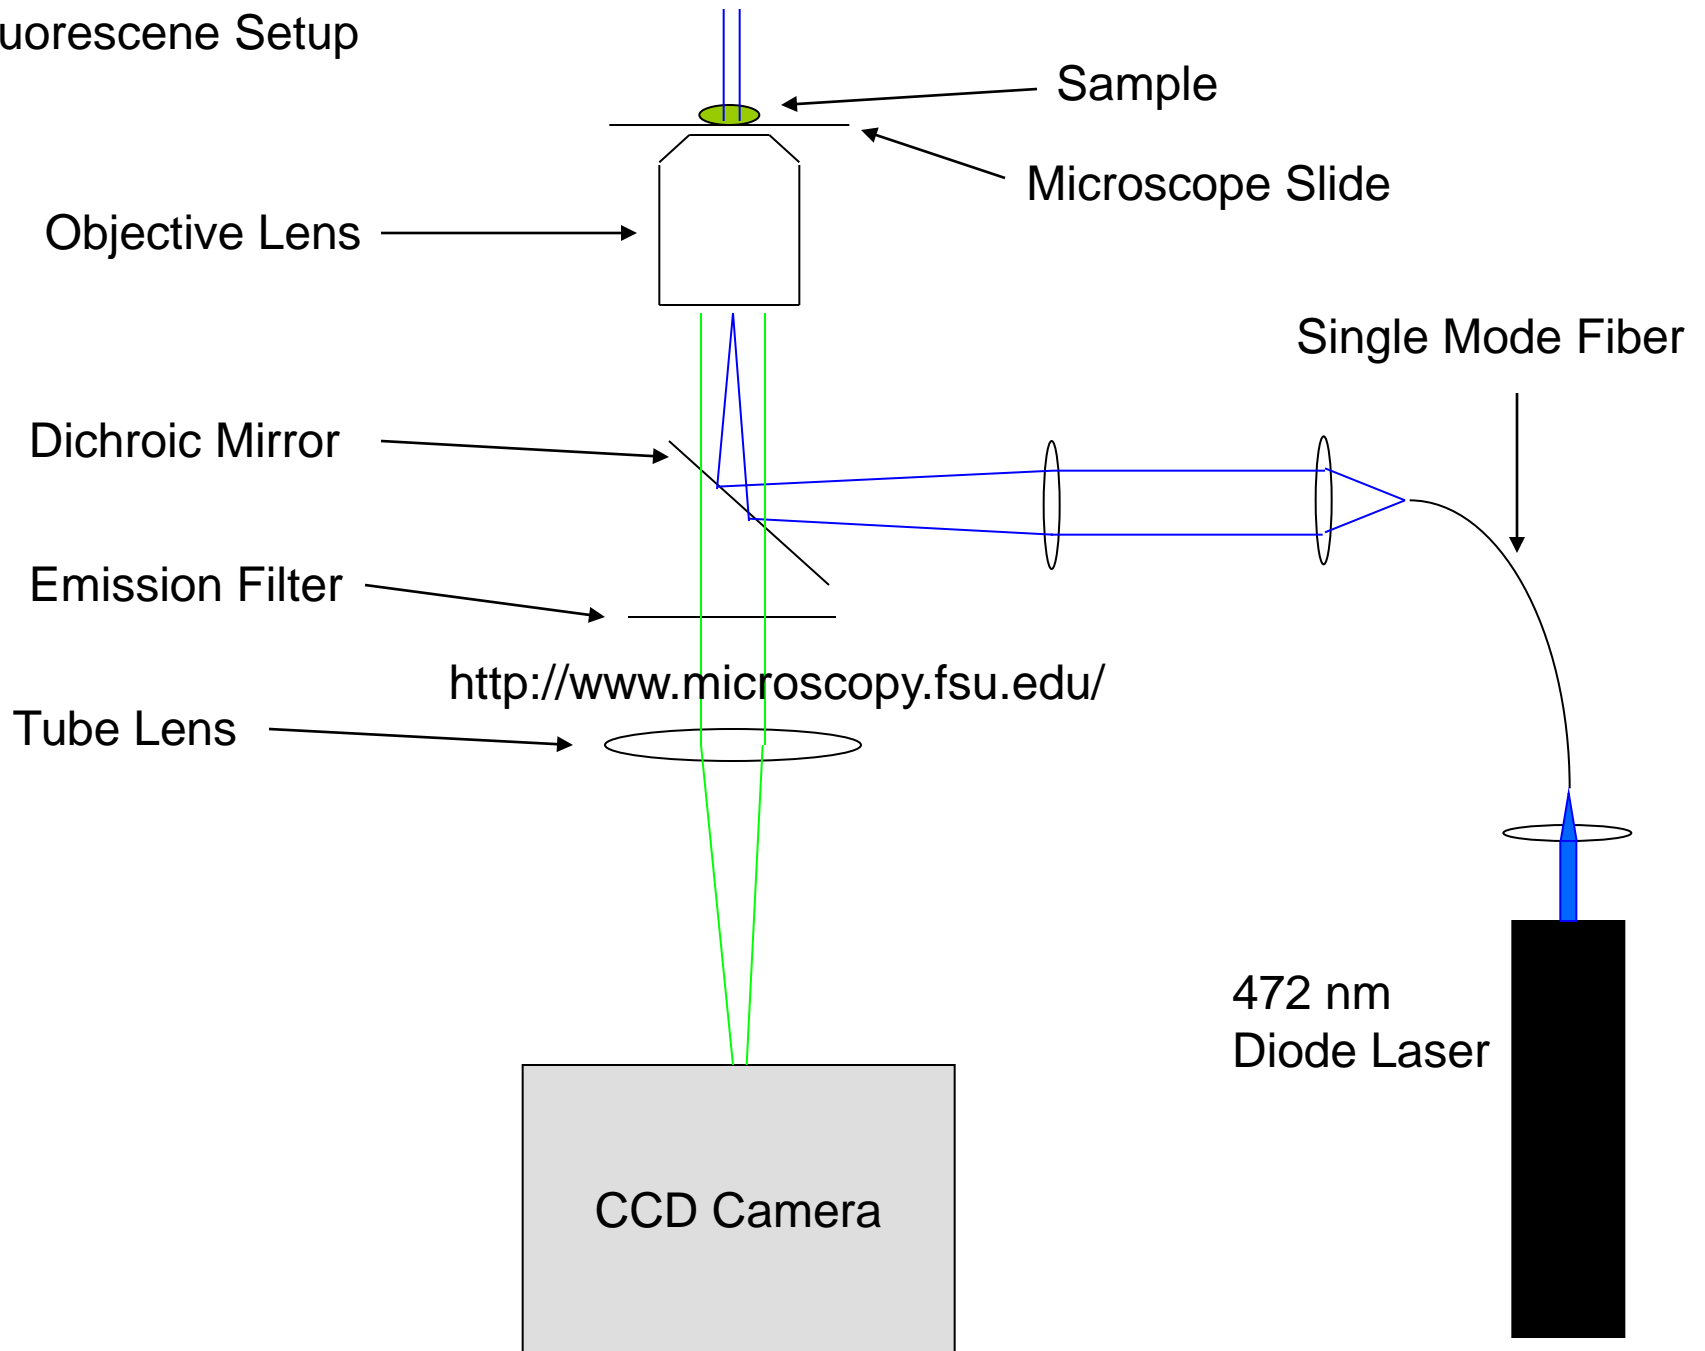 uorescene Setup
Sample
Microscope Slide
Objective Lens
Single Mode Fiber
Dichroic Mirror
Emission Filter
http://www.microscopy.fsu.edu/
Tube Lens
472 nm
Diode Laser
CCD Camera